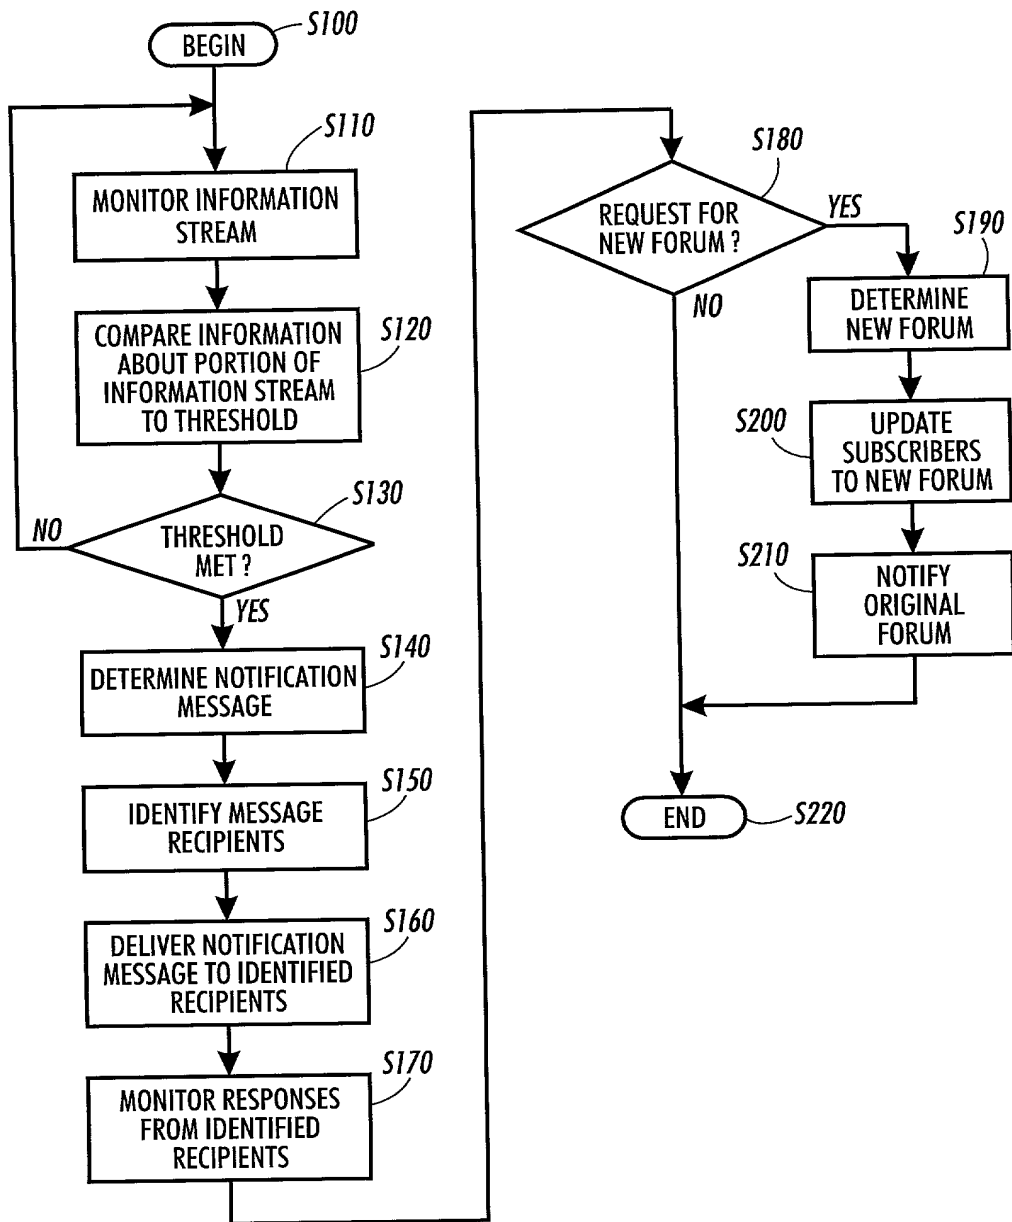 BEGIN
S100
S110
MONITOR INFORMATION
STREAM
S120
COMPARE INFORMATION
ABOUT PORTION OF
INFORMATION STREAM
TO THRESHOLD
S130
THRESHOLD
MET ?
NO
YES
S140
DETERMINE NOTIFICATION
MESSAGE
S150
IDENTIFY MESSAGE
RECIPIENTS
S160
DELIVER NOTIFICATION
MESSAGE TO IDENTIFIED
RECIPIENTS
S170
MONITOR RESPONSES
FROM IDENTIFIED
RECIPIENTS
S180
REQUEST FOR
NEW FORUM ?
YES
NO
S190
DETERMINE
NEW FORUM
S200
UPDATE
SUBSCRIBERS
TO NEW FORUM
S210
NOTIFY
ORIGINAL
FORUM
END
S220